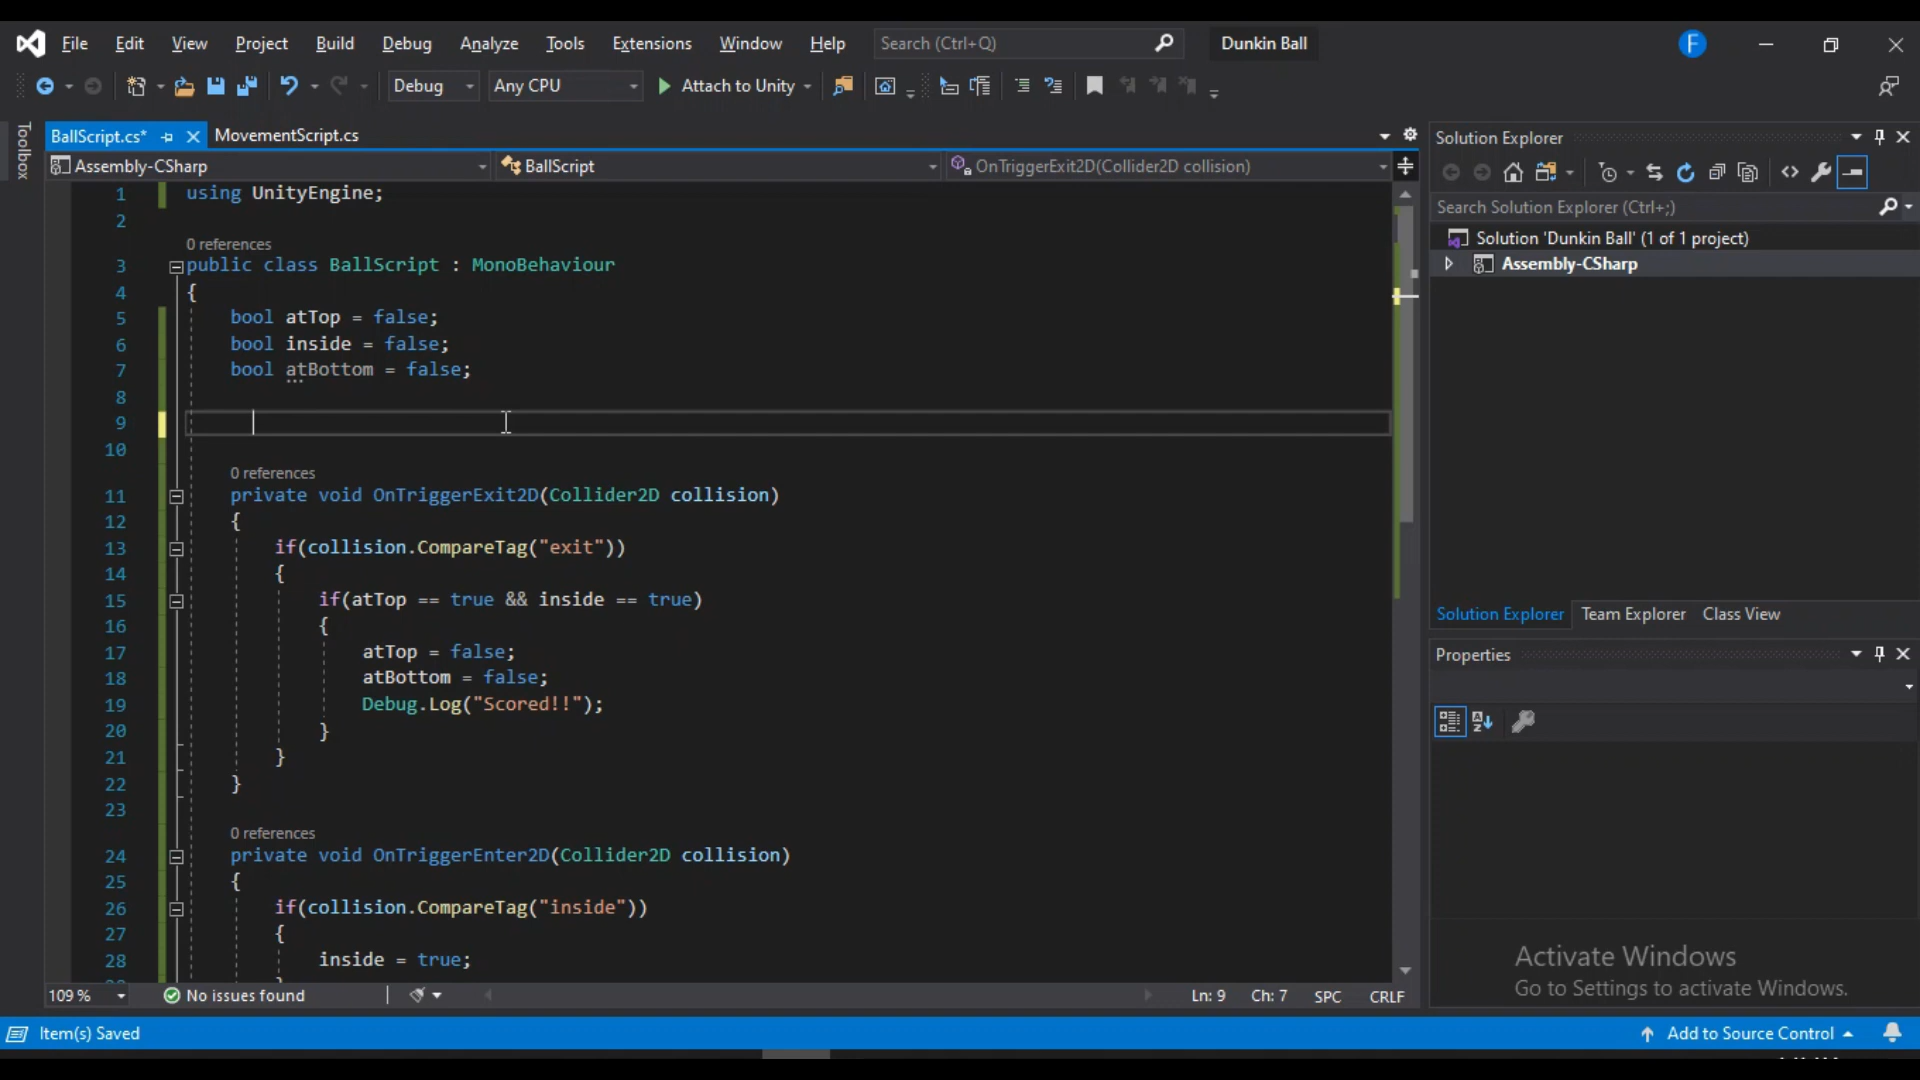 File Edit View Project Build Debug Analyze Tools Extensions Window Help Search (Ctrl+Q) Dunkin Ball F
Debug Any CPU Attach to Unity
Toolbox
BallScript.cs* MovementScript.cs
Assembly-CSharp BallScript OnTriggerExit2D(Collider2D collision)
1 using UnityEngine;
2
0 references
3 public class BallScript : MonoBehaviour
4 {
5 bool atTop = false;
6 bool inside = false;
7 bool atBottom = false;
8
9
10
0 references
11 private void OnTriggerExit2D(Collider2D collision)
12 {
13 if(collision.CompareTag("exit"))
14 {
15 if(atTop == true && inside == true)
16 {
17 atTop = false;
18 atBottom = false;
19 Debug.Log("Scored!!");
20 }
21 }
22 }
23
0 references
24 private void OnTriggerEnter2D(Collider2D collision)
25 {
26 if(collision.CompareTag("inside"))
27 {
28 inside = true;
109 % No issues found Ln: 9 Ch: 7 SPC CRLF
Solution Explorer
Search Solution Explorer (Ctrl+;)
Solution 'Dunkin Ball' (1 of 1 project)
Assembly-CSharp
Solution Explorer Team Explorer Class View
Properties
Activate Windows
Go to Settings to activate Windows.
Item(s) Saved Add to Source Control